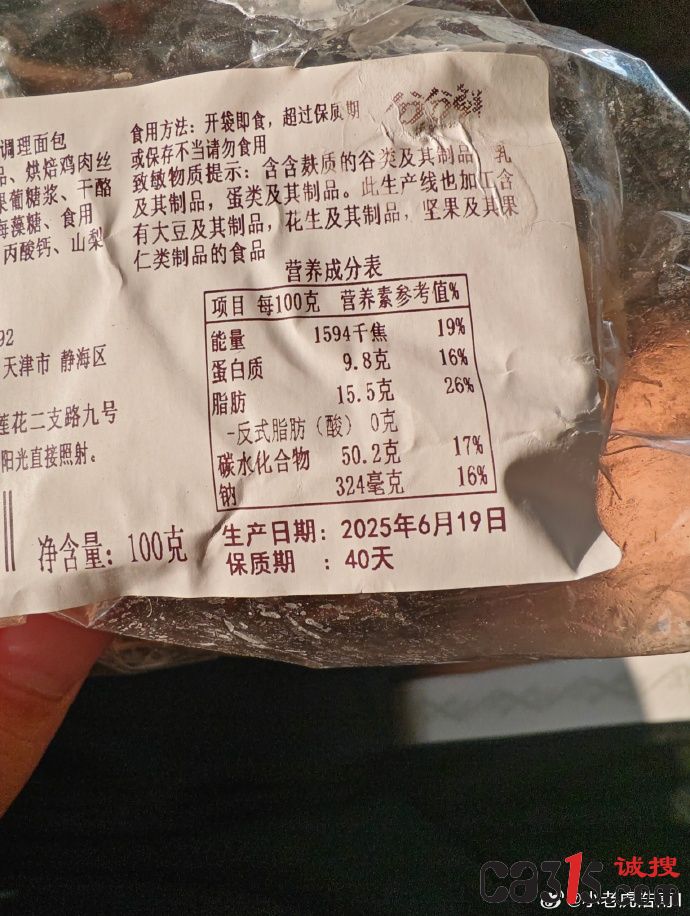 调理面包
品、烘焙鸡肉丝
果葡糖浆、干酪
海藻糖、食用
丙酸钙、山梨
92
天津市 静海区
莲花二支路九号
阳光直接照射。
净含量: 100克
食用方法: 开袋即食, 超过保质期
或保存不当请勿食用
致敏物质提示: 含含麸质的谷类及其制品 乳
及其制品, 蛋类及其制品。此生产线也加工含
有大豆及其制品, 花生及其制品, 坚果及其果
仁类制品的食品
营养成分表
项目 每100克 营养素参考值%
能量 1594千焦 19%
蛋白质 9.8克 16%
脂肪 15.5克 26%
-反式脂肪(酸) 0克
碳水化合物 50.2克 17%
钠 324毫克 16%
生产日期: 2025年6月19日
保质期 : 40天
诚搜
ca315.com